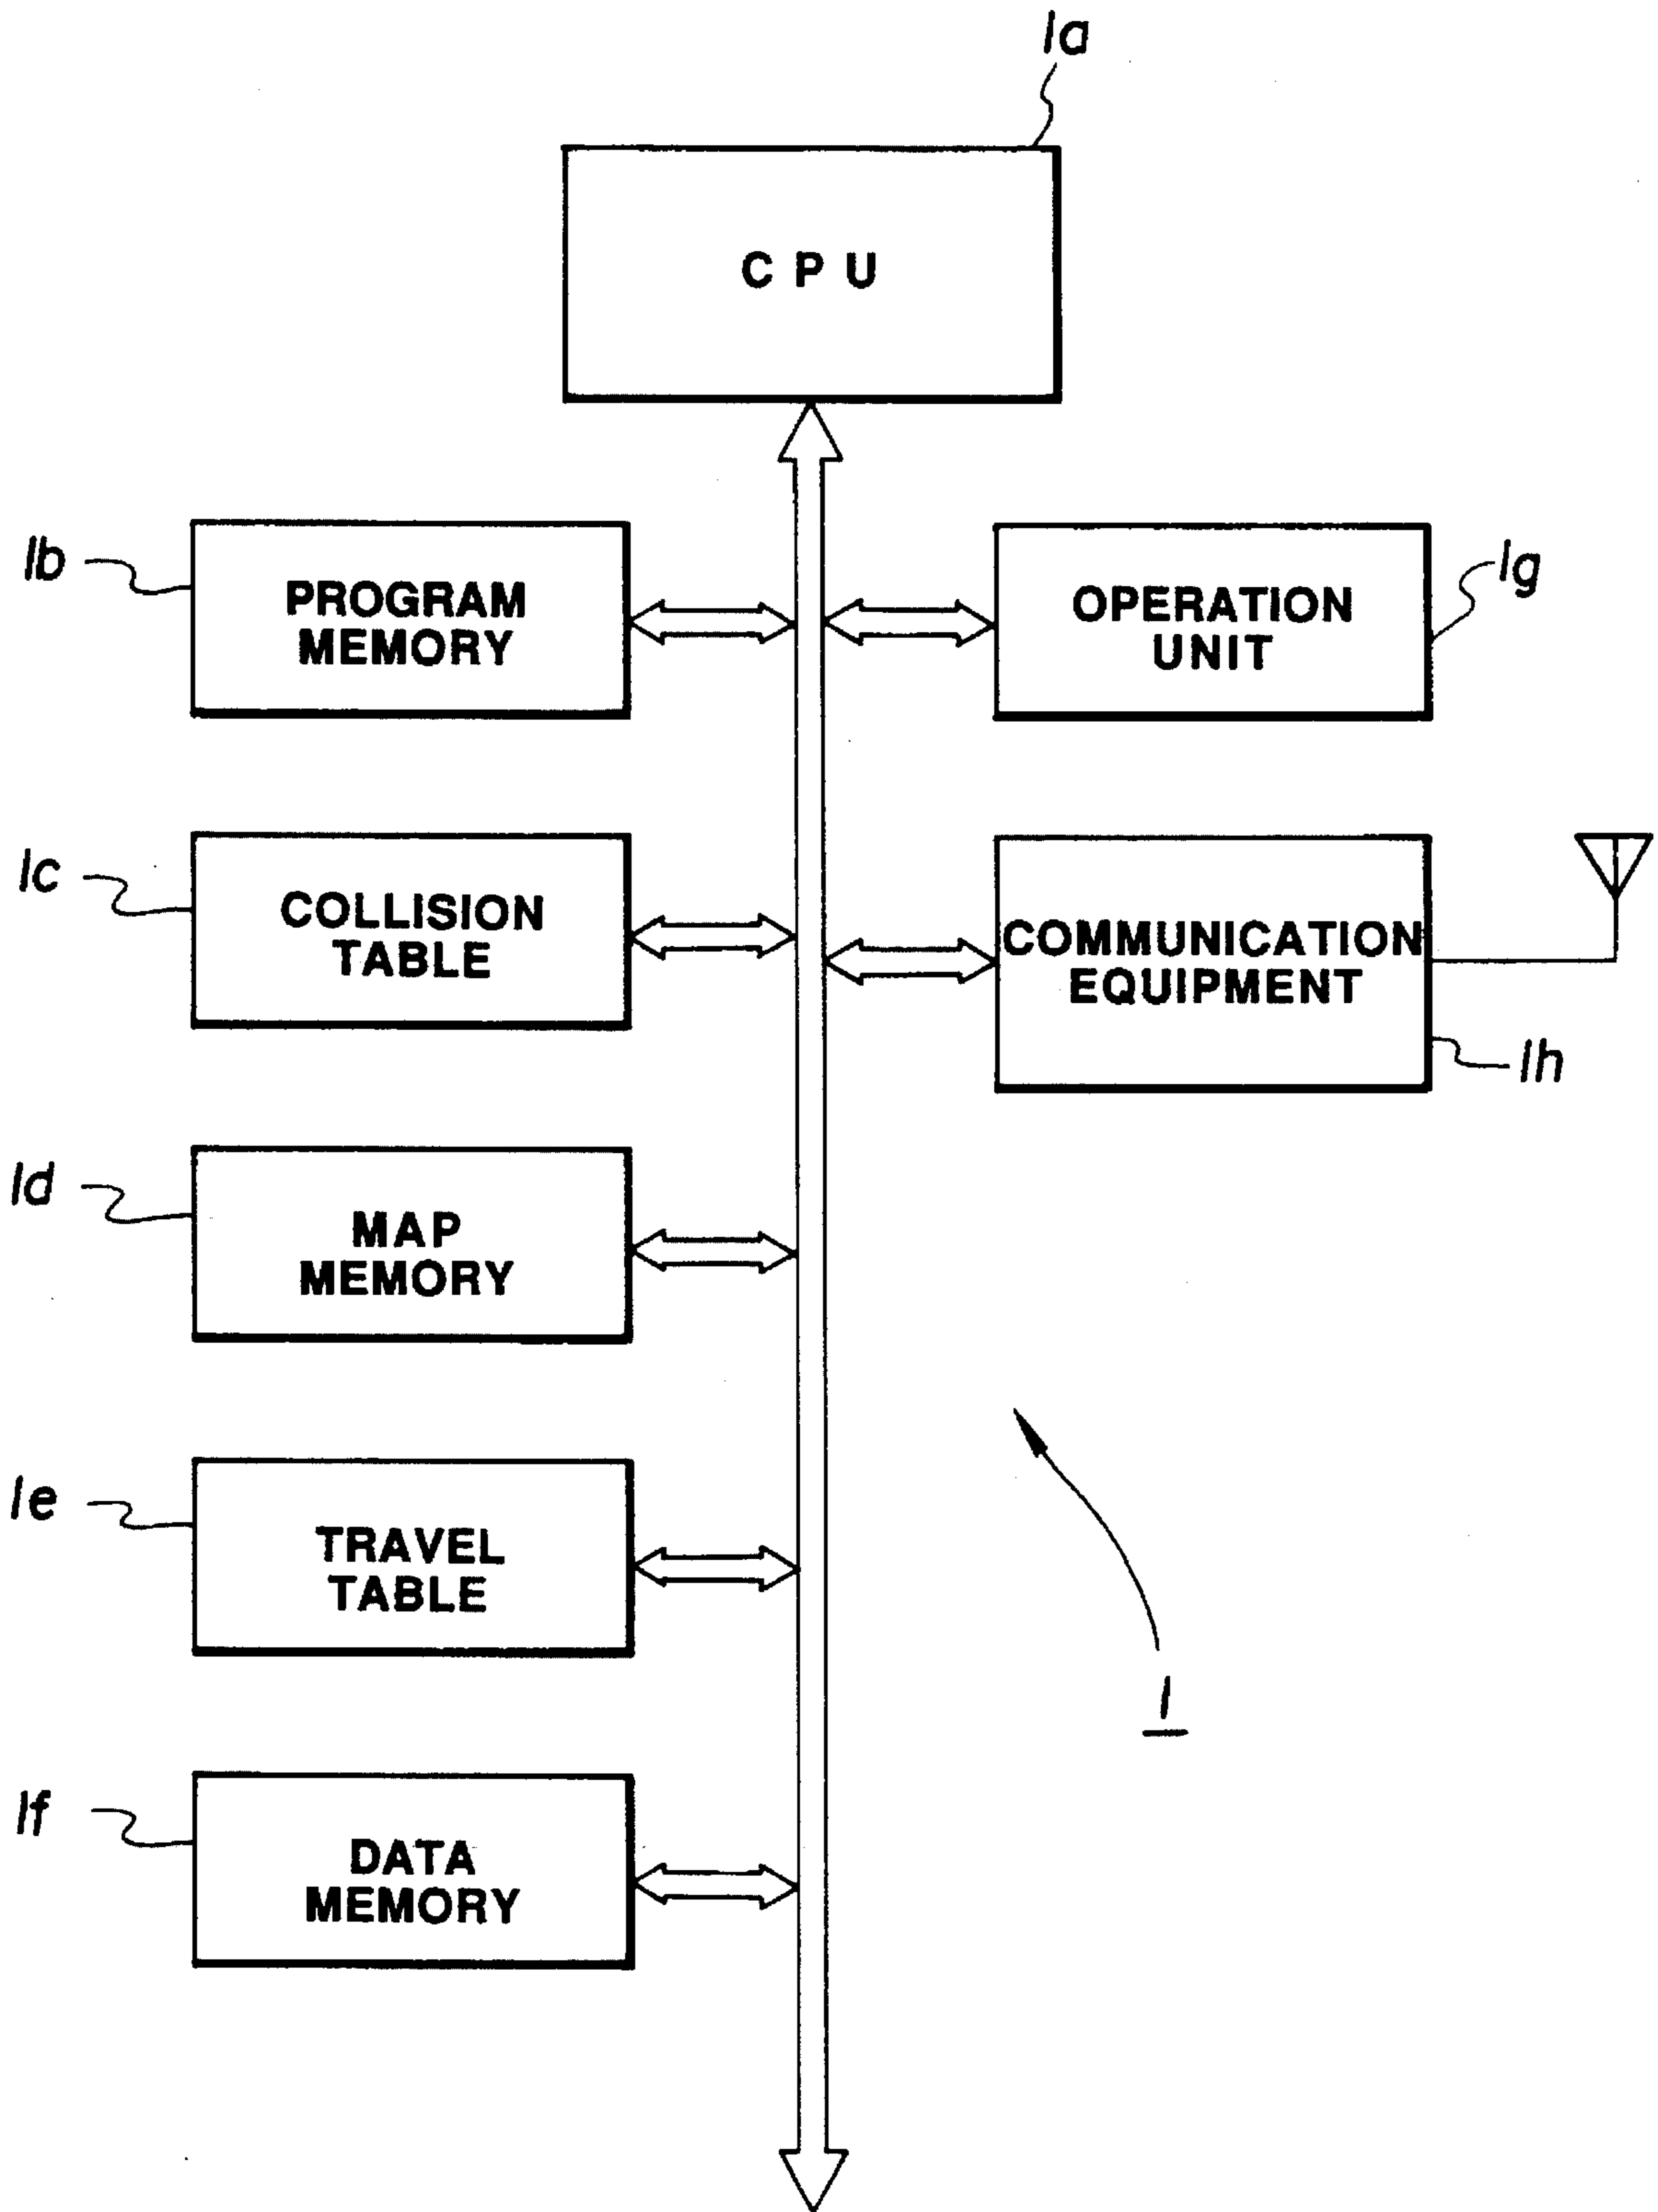 1a
C P U
1b
PROGRAM
MEMORY
OPERATION
UNIT
1g
1c
COLLISION
TABLE
COMMUNICATION
EQUIPMENT
1h
1d
MAP
MEMORY
1e
TRAVEL
TABLE
1
1f
DATA
MEMORY